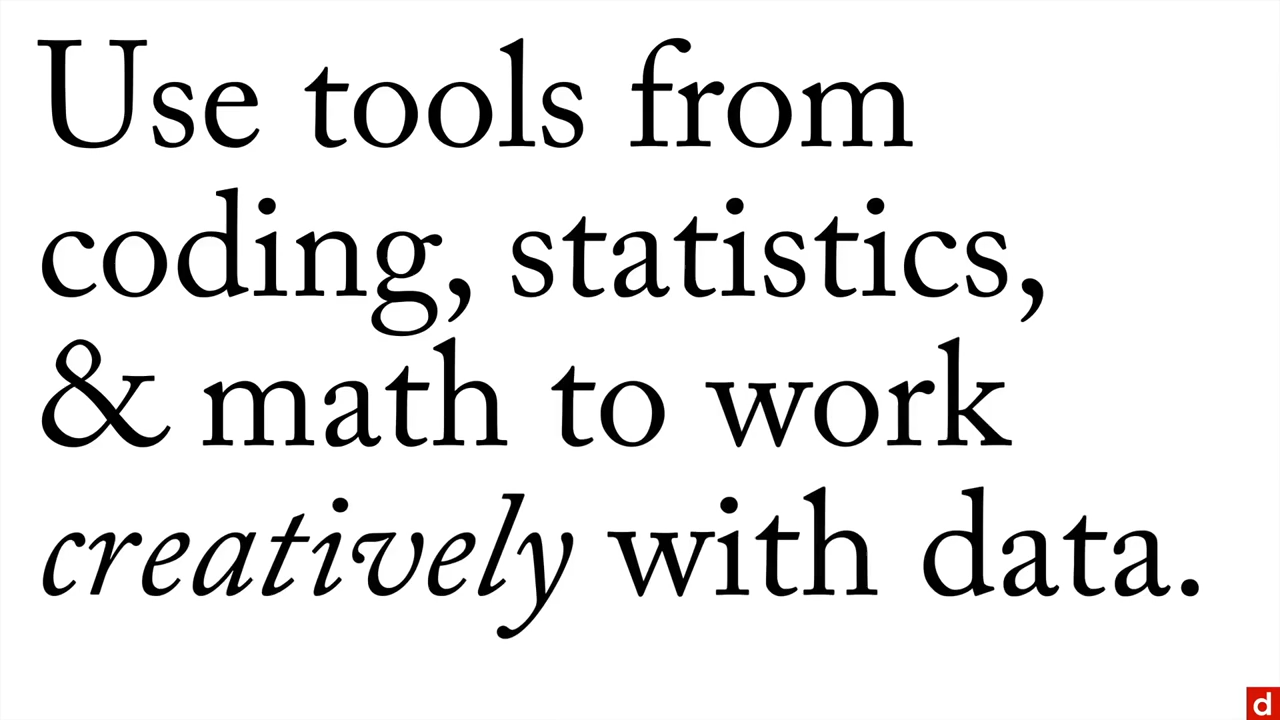 Use tools from
coding, statistics,
& math to work
creatively with data.
d